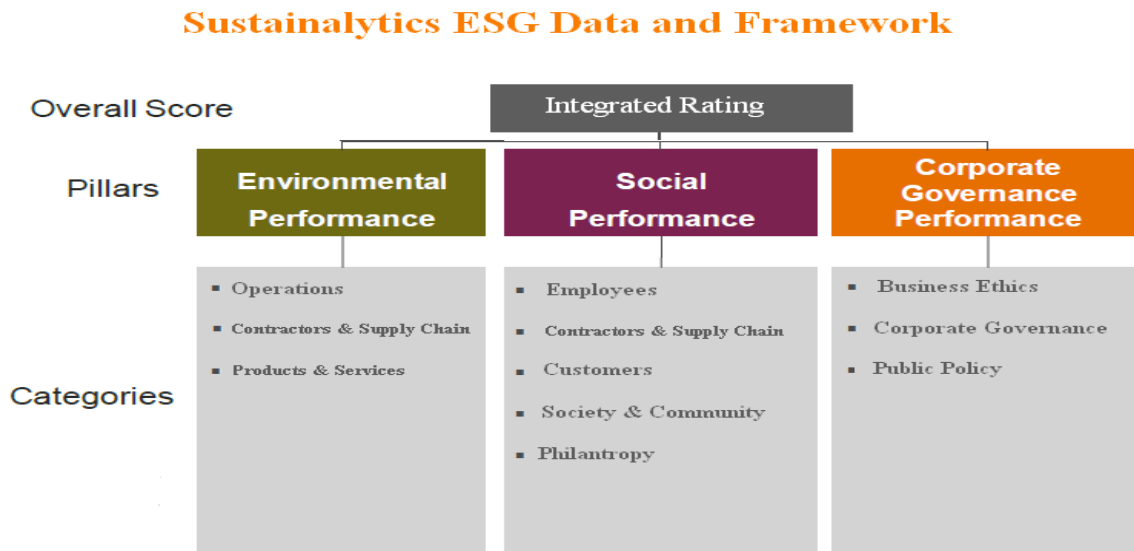 Sustainalytics ESG Data and Framework
Overall Score
Integrated Rating
Pillars
Environmental
Performance
Social
Performance
Corporate
Governance
Performance
Categories
▪ Operations
▪ Contractors & Supply Chain
▪ Products & Services
▪ Employees
▪ Contractors & Supply Chain
▪ Customers
▪ Society & Community
▪ Philantropy
▪ Business Ethics
▪ Corporate Governance
▪ Public Policy